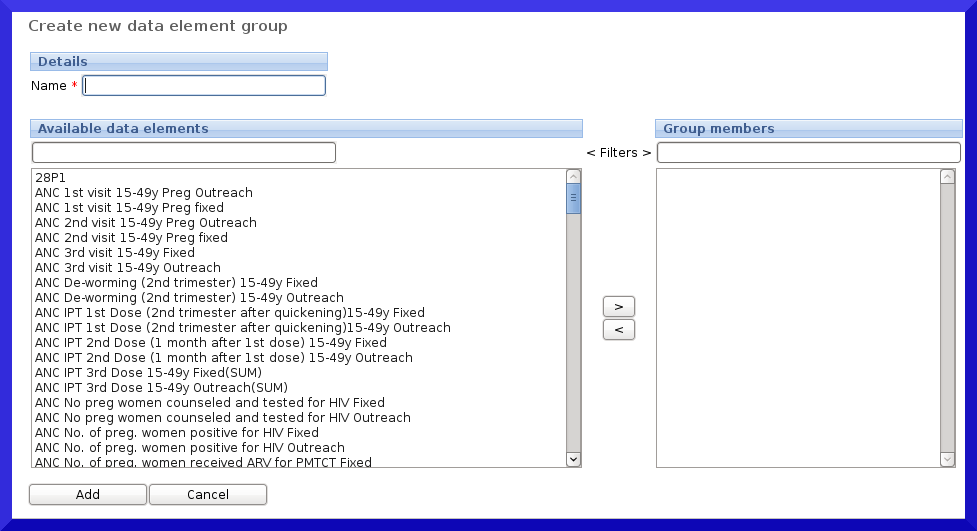 Create new data element group
Details
Name *
Available data elements
Group members
< Filters >
28P1
ANC 1st visit 15-49y Preg Outreach
ANC 1st visit 15-49y Preg fixed
ANC 2nd visit 15-49y Preg Outreach
ANC 2nd visit 15-49y Preg fixed
ANC 3rd visit 15-49y Fixed
ANC 3rd visit 15-49y Outreach
ANC De-worming (2nd trimester) 15-49y Fixed
ANC De-worming (2nd trimester) 15-49y Outreach
ANC IPT 1st Dose (2nd trimester after quickening)15-49y Fixed
ANC IPT 1st Dose (2nd trimester after quickening)15-49y Outreach
ANC IPT 2nd Dose (1 month after 1st dose) 15-49y Fixed
ANC IPT 2nd Dose (1 month after 1st dose) 15-49y Outreach
ANC IPT 3rd Dose 15-49y Fixed(SUM)
ANC IPT 3rd Dose 15-49y Outreach(SUM)
ANC No preg women counseled and tested for HIV Fixed
ANC No preg women counseled and tested for HIV Outreach
ANC No. of preg. women positive for HIV Fixed
ANC No. of preg. women positive for HIV Outreach
ANC No. of preg. women received ARV for PMTCT Fixed
>
<
Add
Cancel